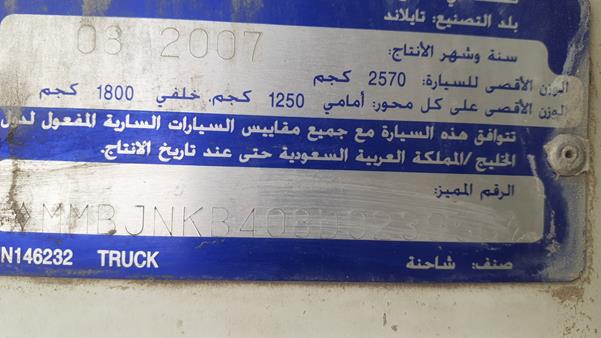 بلد التصنيع: تايلاند
سنة وشهر الأنتاج: 03 2007
الوزن الأقصى للسيارة: 2570 كجم
الوزن الأقصى على كل محور: أمامي 1250 كجم. خلفي 1800 كجم
تتوافق هذه السيارة مع جميع مقاييس السيارات السارية المفعول لدول
الخليج/المملكة العربية السعودية حتى عند تاريخ الانتاج.
الرقم المميز:
MMBJNKB408D023
صنف: شاحنة N146232 TRUCK